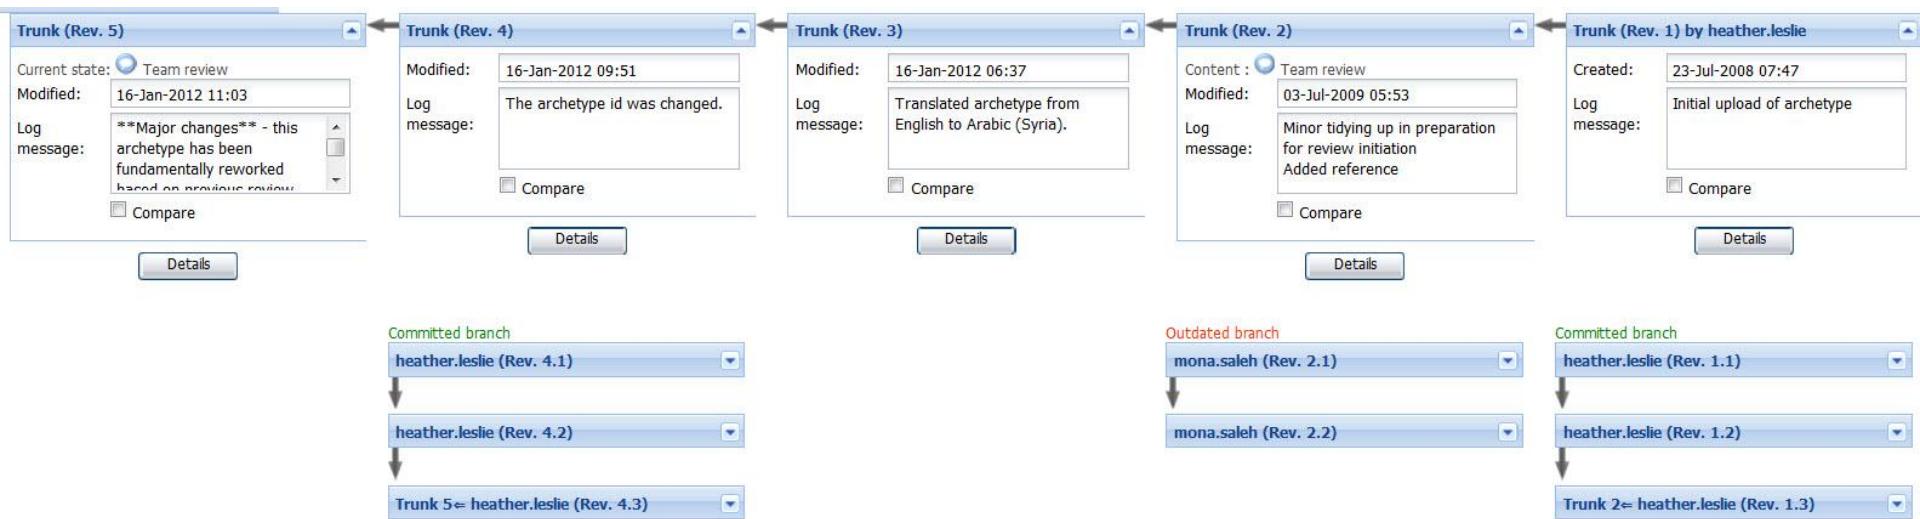 Trunk (Rev. 5)
Current state: Team review
Modified: 16-Jan-2012 11:03
Log message: **Major changes** - this
archetype has been
fundamentally reworked
based on previous review
Compare
Details
Trunk (Rev. 4)
Modified: 16-Jan-2012 09:51
Log message: The archetype id was changed.
Compare
Details
Trunk (Rev. 3)
Modified: 16-Jan-2012 06:37
Log message: Translated archetype from
English to Arabic (Syria).
Compare
Details
Trunk (Rev. 2)
Content : Team review
Modified: 03-Jul-2009 05:53
Log message: Minor tidying up in preparation
for review initiation
Added reference
Compare
Details
Trunk (Rev. 1) by heather.leslie
Created: 23-Jul-2008 07:47
Log message: Initial upload of archetype
Compare
Details
Committed branch
heather.leslie (Rev. 4.1)
heather.leslie (Rev. 4.2)
Trunk 5⇐ heather.leslie (Rev. 4.3)
Outdated branch
mona.saleh (Rev. 2.1)
mona.saleh (Rev. 2.2)
Committed branch
heather.leslie (Rev. 1.1)
heather.leslie (Rev. 1.2)
Trunk 2⇐ heather.leslie (Rev. 1.3)